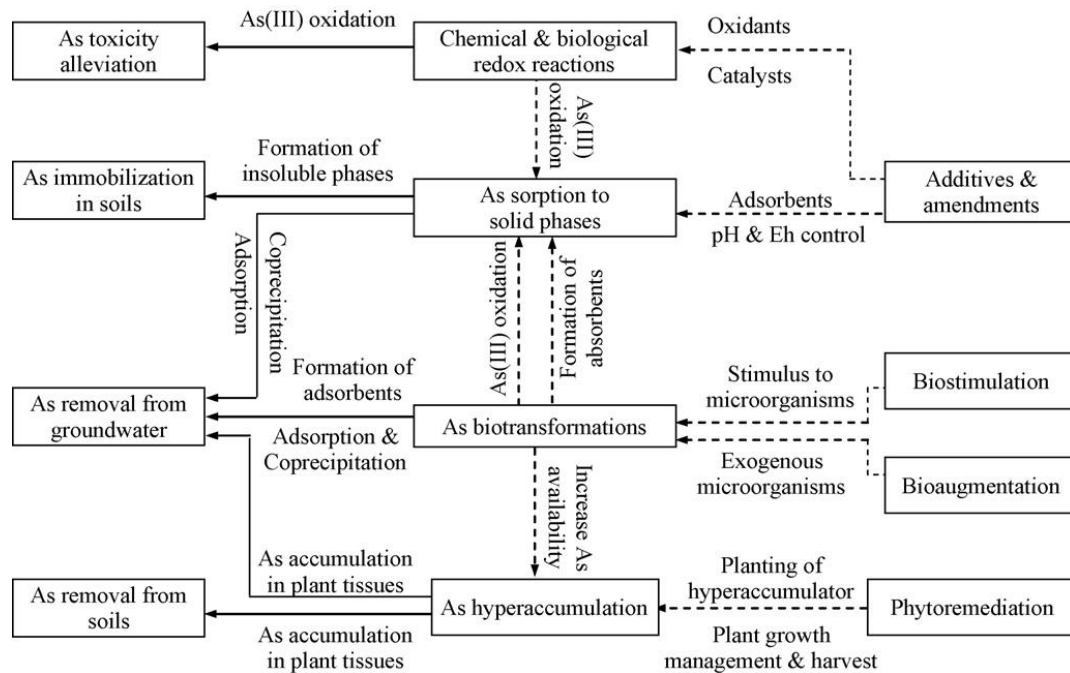 As(III) oxidation
Oxidants
As toxicity
alleviation
Chemical & biological
redox reactions
Catalysts
As(III)
oxidation
Formation of
insoluble phases
As immobilization
in soils
As sorption to
solid phases
Adsorbents
pH & Eh control
Additives &
amendments
Coprecipitation
Adsorption
As(III) oxidation
Formation of
absorbents
Formation of
adsorbents
As removal from
groundwater
Adsorption &
Coprecipitation
As biotransformations
Stimulus to
microorganisms
Biostimulation
Exogenous
microorganisms
Bioaugmentation
Increase As
availability
As accumulation
in plant tissues
As removal from
soils
As accumulation
in plant tissues
As hyperaccumulation
Planting of
hyperaccumulator
Phytoremediation
Plant growth
management & harvest